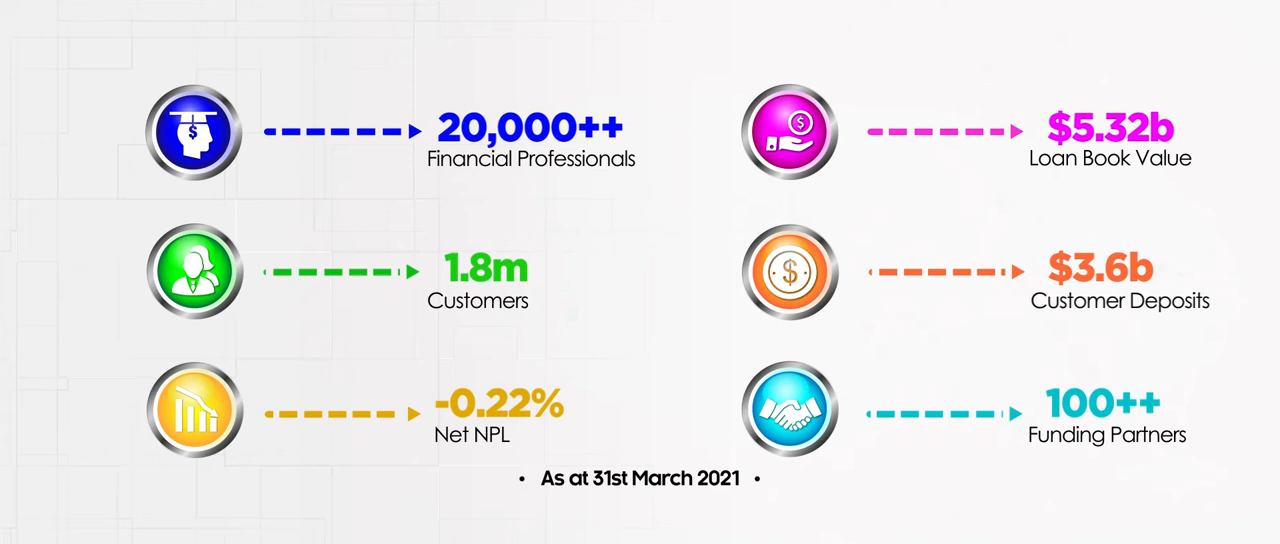 20,000++
Financial Professionals
$5.32b
Loan Book Value
1.8m
Customers
$3.6b
Customer Deposits
-0.22%
Net NPL
100++
Funding Partners
• As at 31st March 2021 •